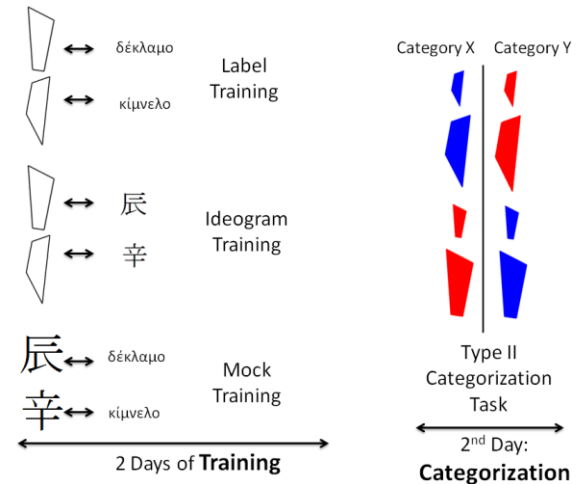 δέκλαμο
Label
Training
κίμνελο
辰
Ideogram
Training
辛
辰
δέκλαμο
Mock
Training
辛
κίμνελο
2 Days of Training
Category X
Category Y
Type II
Categorization
Task
2nd Day:
Categorization